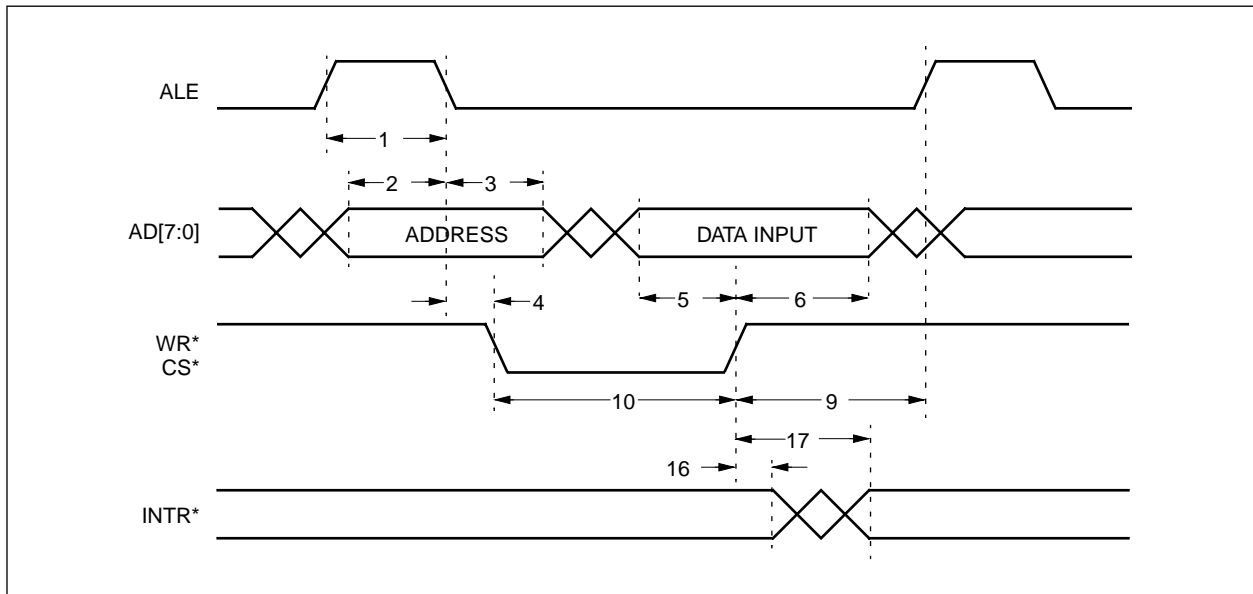 ALE
1
2
3
AD[7:0]
ADDRESS
DATA INPUT
4
5
6
WR*
CS*
10
9
17
16
INTR*